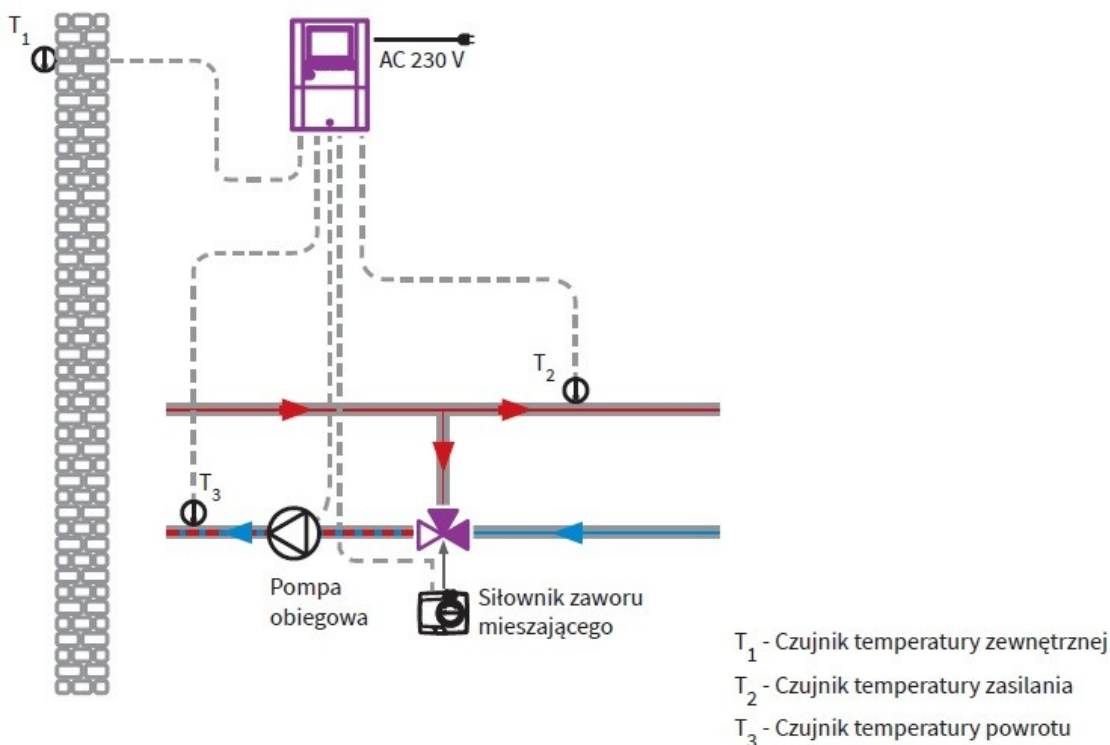 T1
AC 230 V
T2
T3
Pompa
obiegowa
Siłownik zaworu
mieszającego
T1 - Czujnik temperatury zewnętrznej
T2 - Czujnik temperatury zasilania
T3 - Czujnik temperatury powrotu